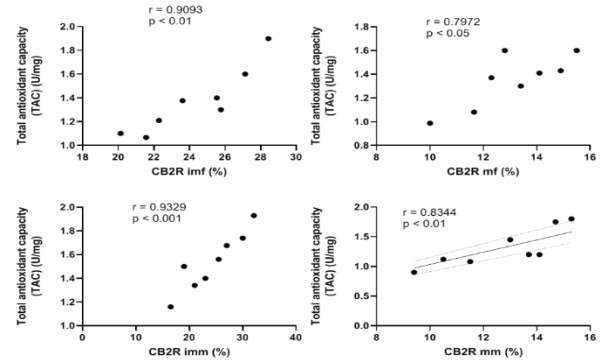 r = 0.9093
p < 0.01
Total antioxidant capacity
(TAC) (U/mg)
2.0
1.8
1.6
1.4
1.2
1.0
18 20 22 24 26 28 30
CB2R imf (%)
r = 0.7972
p < 0.05
Total antioxidant capacity
(TAC) (U/mg)
1.8
1.6
1.4
1.2
1.0
0.8
8 10 12 14 16
CB2R mf (%)
r = 0.9329
p < 0.001
Total antioxidant capacity
(TAC) (U/mg)
2.0
1.8
1.6
1.4
1.2
1.0
0 10 20 30 40
CB2R imm (%)
r = 0.8344
p < 0.01
Total antioxidant capacity
(TAC) (U/mg)
2.0
1.5
1.0
0.5
0.0
8 10 12 14 16
CB2R mm (%)